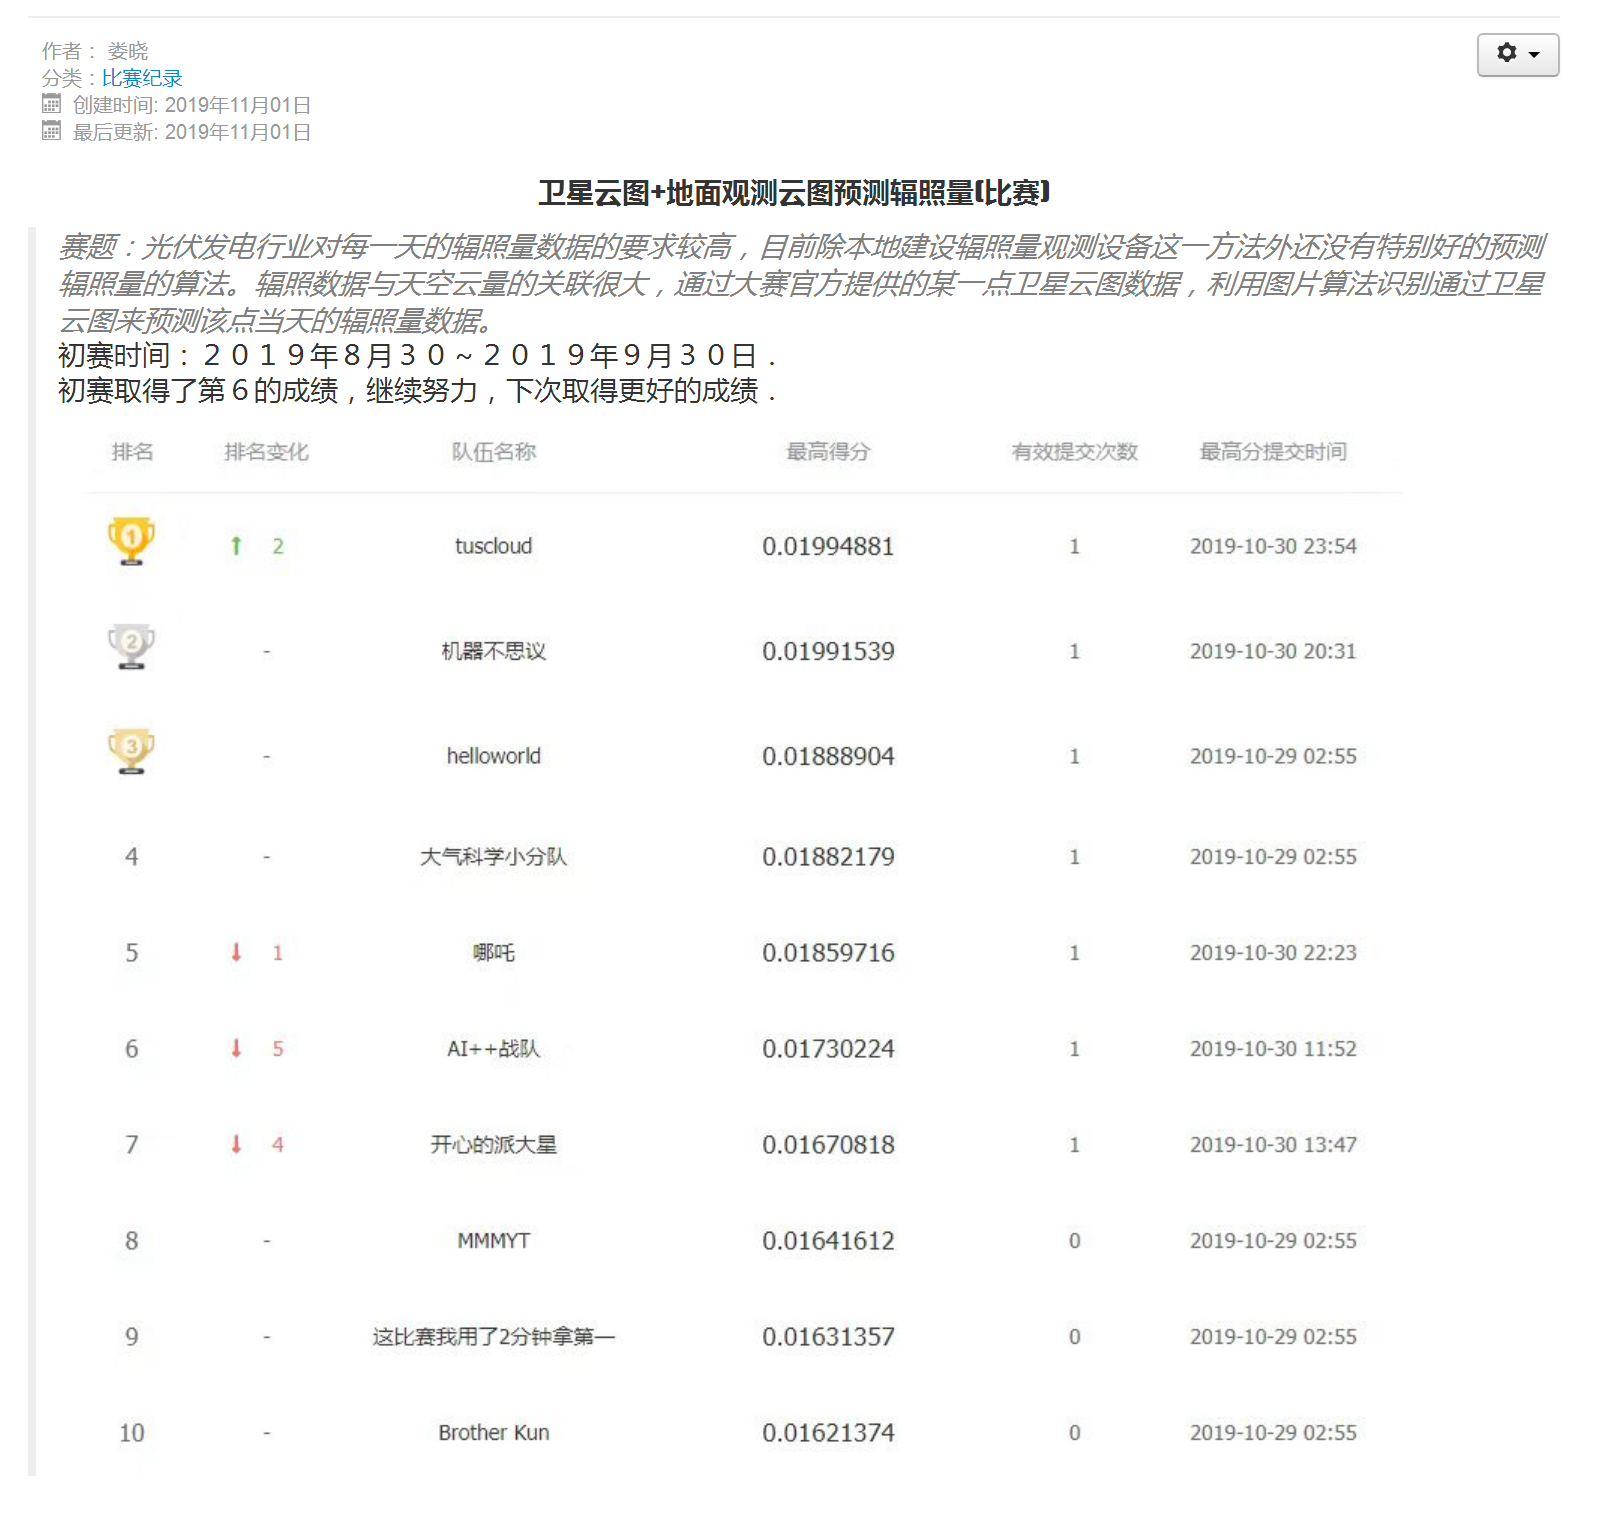 作者： 娄晓
分类：比赛纪录
创建时间: 2019年11月01日
最后更新: 2019年11月01日
卫星云图+地面观测云图预测辐照量(比赛)
赛题：光伏发电行业对每一天的辐照量数据的要求较高，目前除本地建设辐照量观测设备这一方法外还没有特别好的预测
辐照量的算法。辐照数据与天空云量的关联很大，通过大赛官方提供的某一点卫星云图数据，利用图片算法识别通过卫星
云图来预测该点当天的辐照量数据。
初赛时间：２０１９年８月３０～２０１９年９月３０日．
初赛取得了第６的成绩，继续努力，下次取得更好的成绩．
排名 排名变化 队伍名称 最高得分 有效提交次数 最高分提交时间
1 ↑ 2 tuscloud 0.01994881 1 2019-10-30 23:54
2 - 机器不思议 0.01991539 1 2019-10-30 20:31
3 - helloworld 0.01888904 1 2019-10-29 02:55
4 - 大气科学小分队 0.01882179 1 2019-10-29 02:55
5 ↓ 1 哪吒 0.01859716 1 2019-10-30 22:23
6 ↓ 5 AI++战队 0.01730224 1 2019-10-30 11:52
7 ↓ 4 开心的派大星 0.01670818 1 2019-10-30 13:47
8 - MMMYT 0.01641612 0 2019-10-29 02:55
9 - 这比赛我用了2分钟拿第一 0.01631357 0 2019-10-29 02:55
10 - Brother Kun 0.01621374 0 2019-10-29 02:55